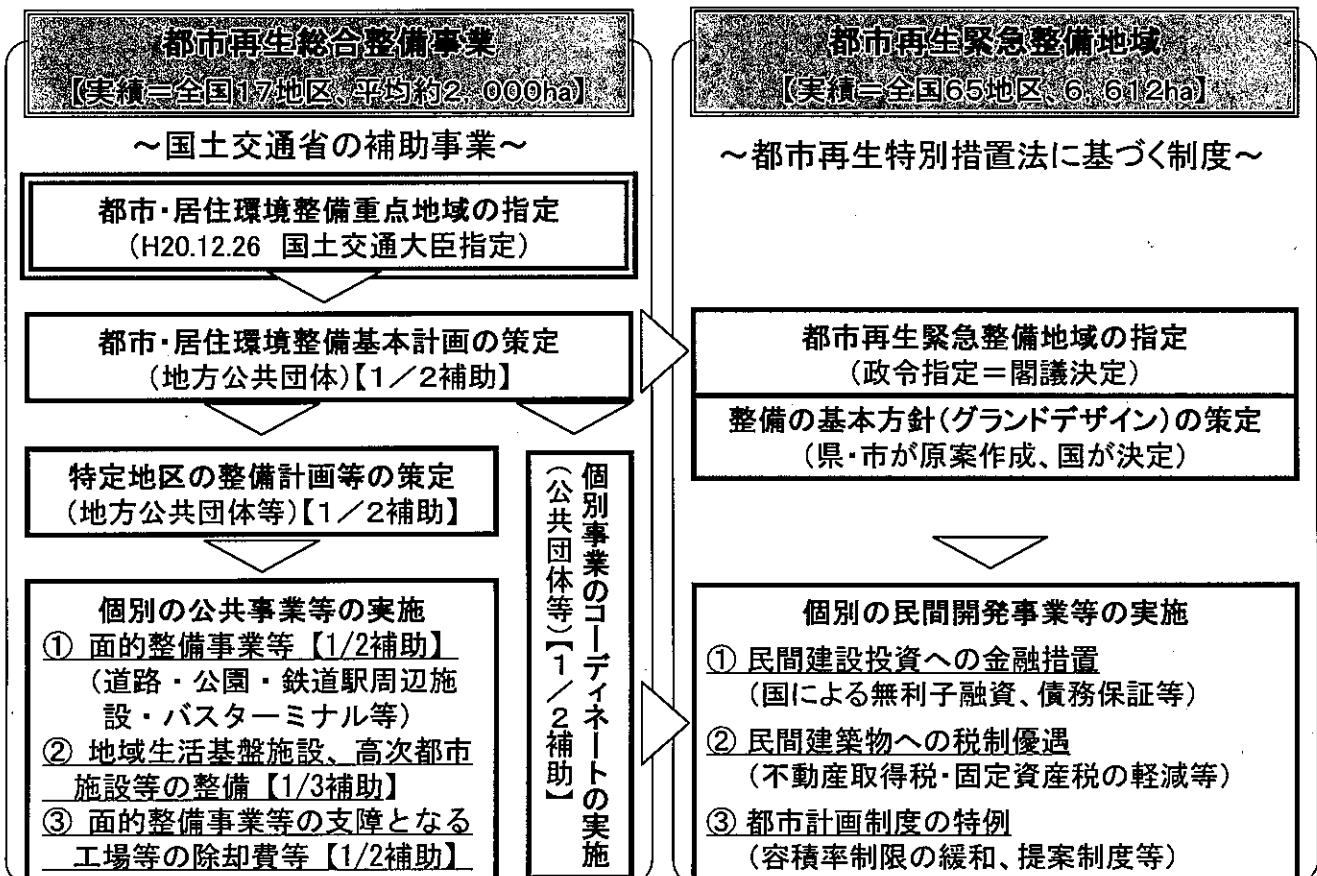 都市再生総合整備事業
【実績＝全国17地区、平均約2,000ha】
～国土交通省の補助事業～
都市・居住環境整備重点地域の指定
(H20.12.26 国土交通大臣指定)
都市・居住環境整備基本計画の策定
(地方公共団体)【1／2補助】
特定地区の整備計画等の策定
(地方公共団体等)【1／2補助】
個別の公共事業等の実施
① 面的整備事業等【1/2補助】
(道路・公園・鉄道駅周辺施
設・バスターミナル等)
② 地域生活基盤施設、高次都市
施設等の整備【1/3補助】
③ 面的整備事業等の支障となる
工場等の除却費等【1/2補助】
個別事業のコーディネートの実施
(公共団体等)【1／2補助】
都市再生緊急整備地域
【実績＝全国65地区、6,612ha】
～都市再生特別措置法に基づく制度～
都市再生緊急整備地域の指定
(政令指定＝閣議決定)
整備の基本方針(グランドデザイン)の策定
(県・市が原案作成、国が決定)
個別の民間開発事業等の実施
① 民間建設投資への金融措置
(国による無利子融資、債務保証等)
② 民間建築物への税制優遇
(不動産取得税・固定資産税の軽減等)
③ 都市計画制度の特例
(容積率制限の緩和、提案制度等)